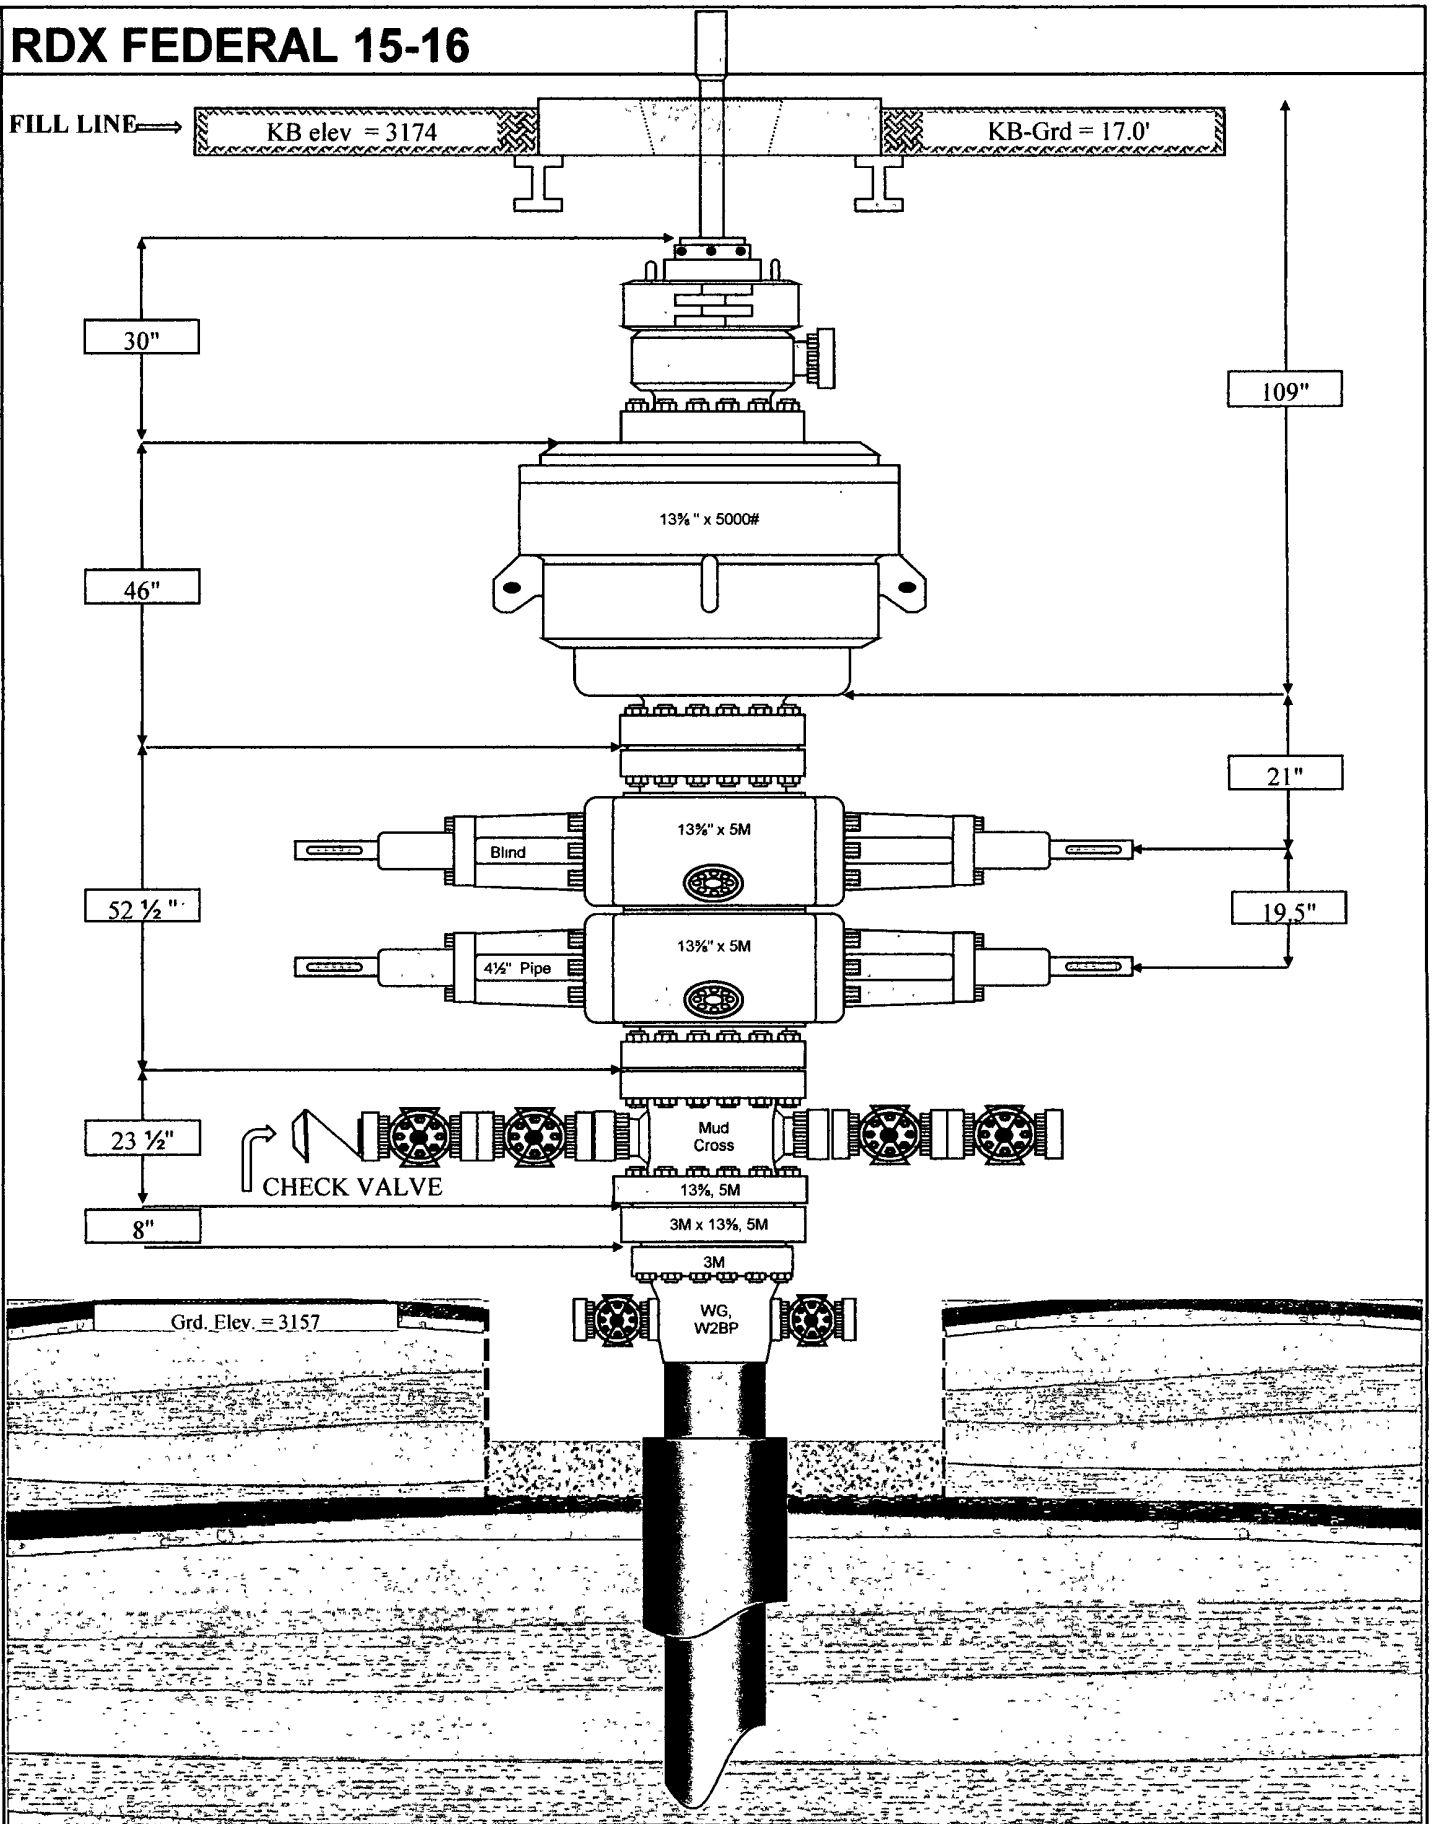 RDX FEDERAL 15-16
FILL LINE
KB elev = 3174
KB-Grd = 17.0'
30"
109"
13⅝ " x 5000#
46"
21"
13⅝" x 5M
Blind
52 ½ "
19.5"
13⅝" x 5M
4½" Pipe
23 ½"
Mud
Cross
CHECK VALVE
13⅝, 5M
8"
3M x 13⅝, 5M
3M
WG,
W2BP
Grd. Elev. = 3157